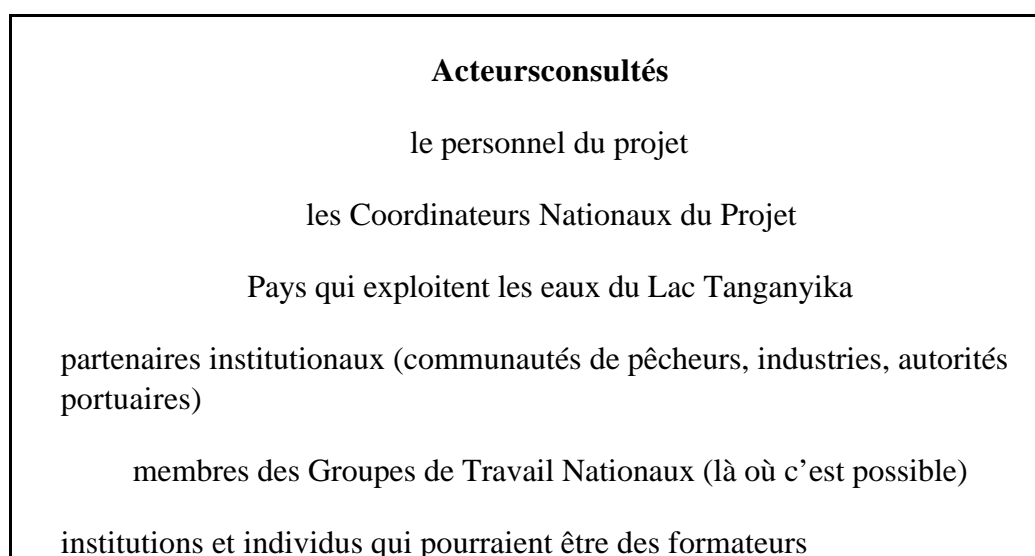 Acteursconsultés
le personnel du projet
les Coordinateurs Nationaux du Projet
Pays qui exploitent les eaux du Lac Tanganyika
partenaires institutionaux (communautés de pêcheurs, industries, autorités
portuaires)
membres des Groupes de Travail Nationaux (là où c’est possible)
institutions et individus qui pourraient être des formateurs